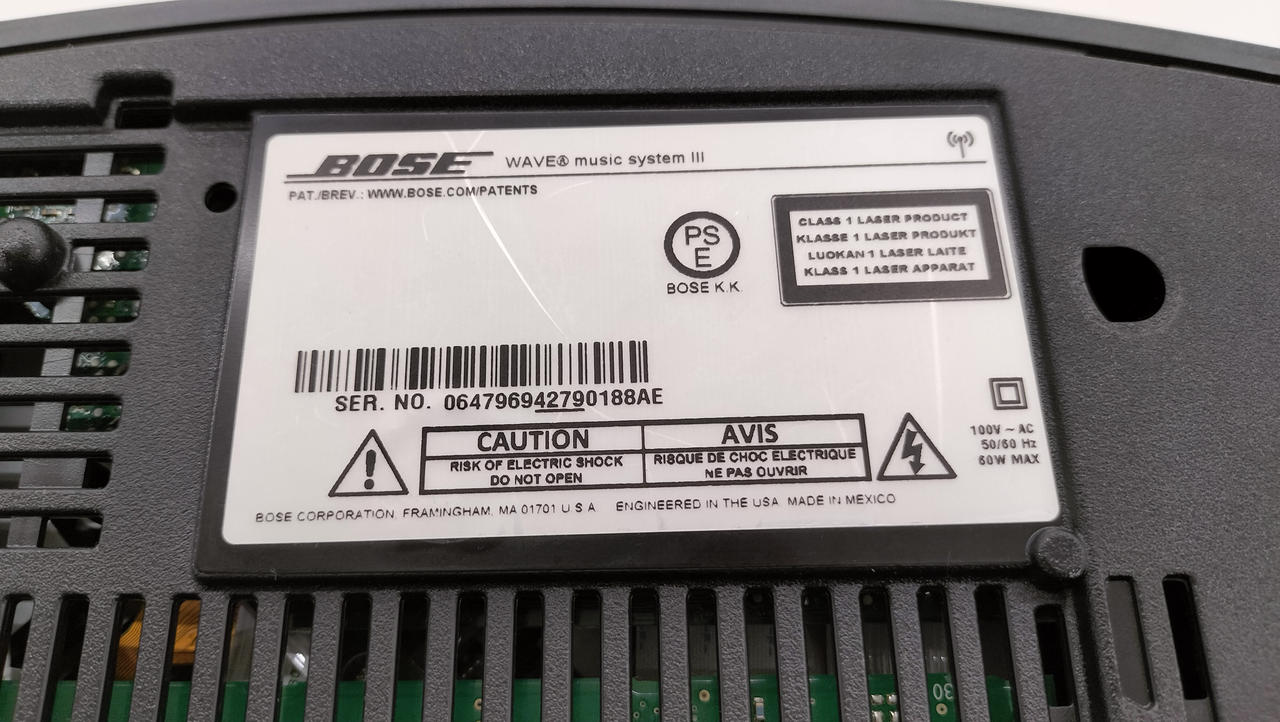 BOSE WAVE® music system III
PAT./BREV.: WWW.BOSE.COM/PATENTS
PS
E
BOSE K.K.
CLASS 1 LASER PRODUCT
KLASSE 1 LASER PRODUKT
LUOKAN 1 LASER LAITE
KLASS 1 LASER APPARAT
SER. NO. 064796942790188AE
100V ~ AC
50/60 Hz
60W MAX
CAUTION
RISK OF ELECTRIC SHOCK
DO NOT OPEN
AVIS
RISQUE DE CHOC ELECTRIQUE
NE PAS OUVRIR
BOSE CORPORATION, FRAMINGHAM, MA 01701 U S A ENGINEERED IN THE USA MADE IN MEXICO